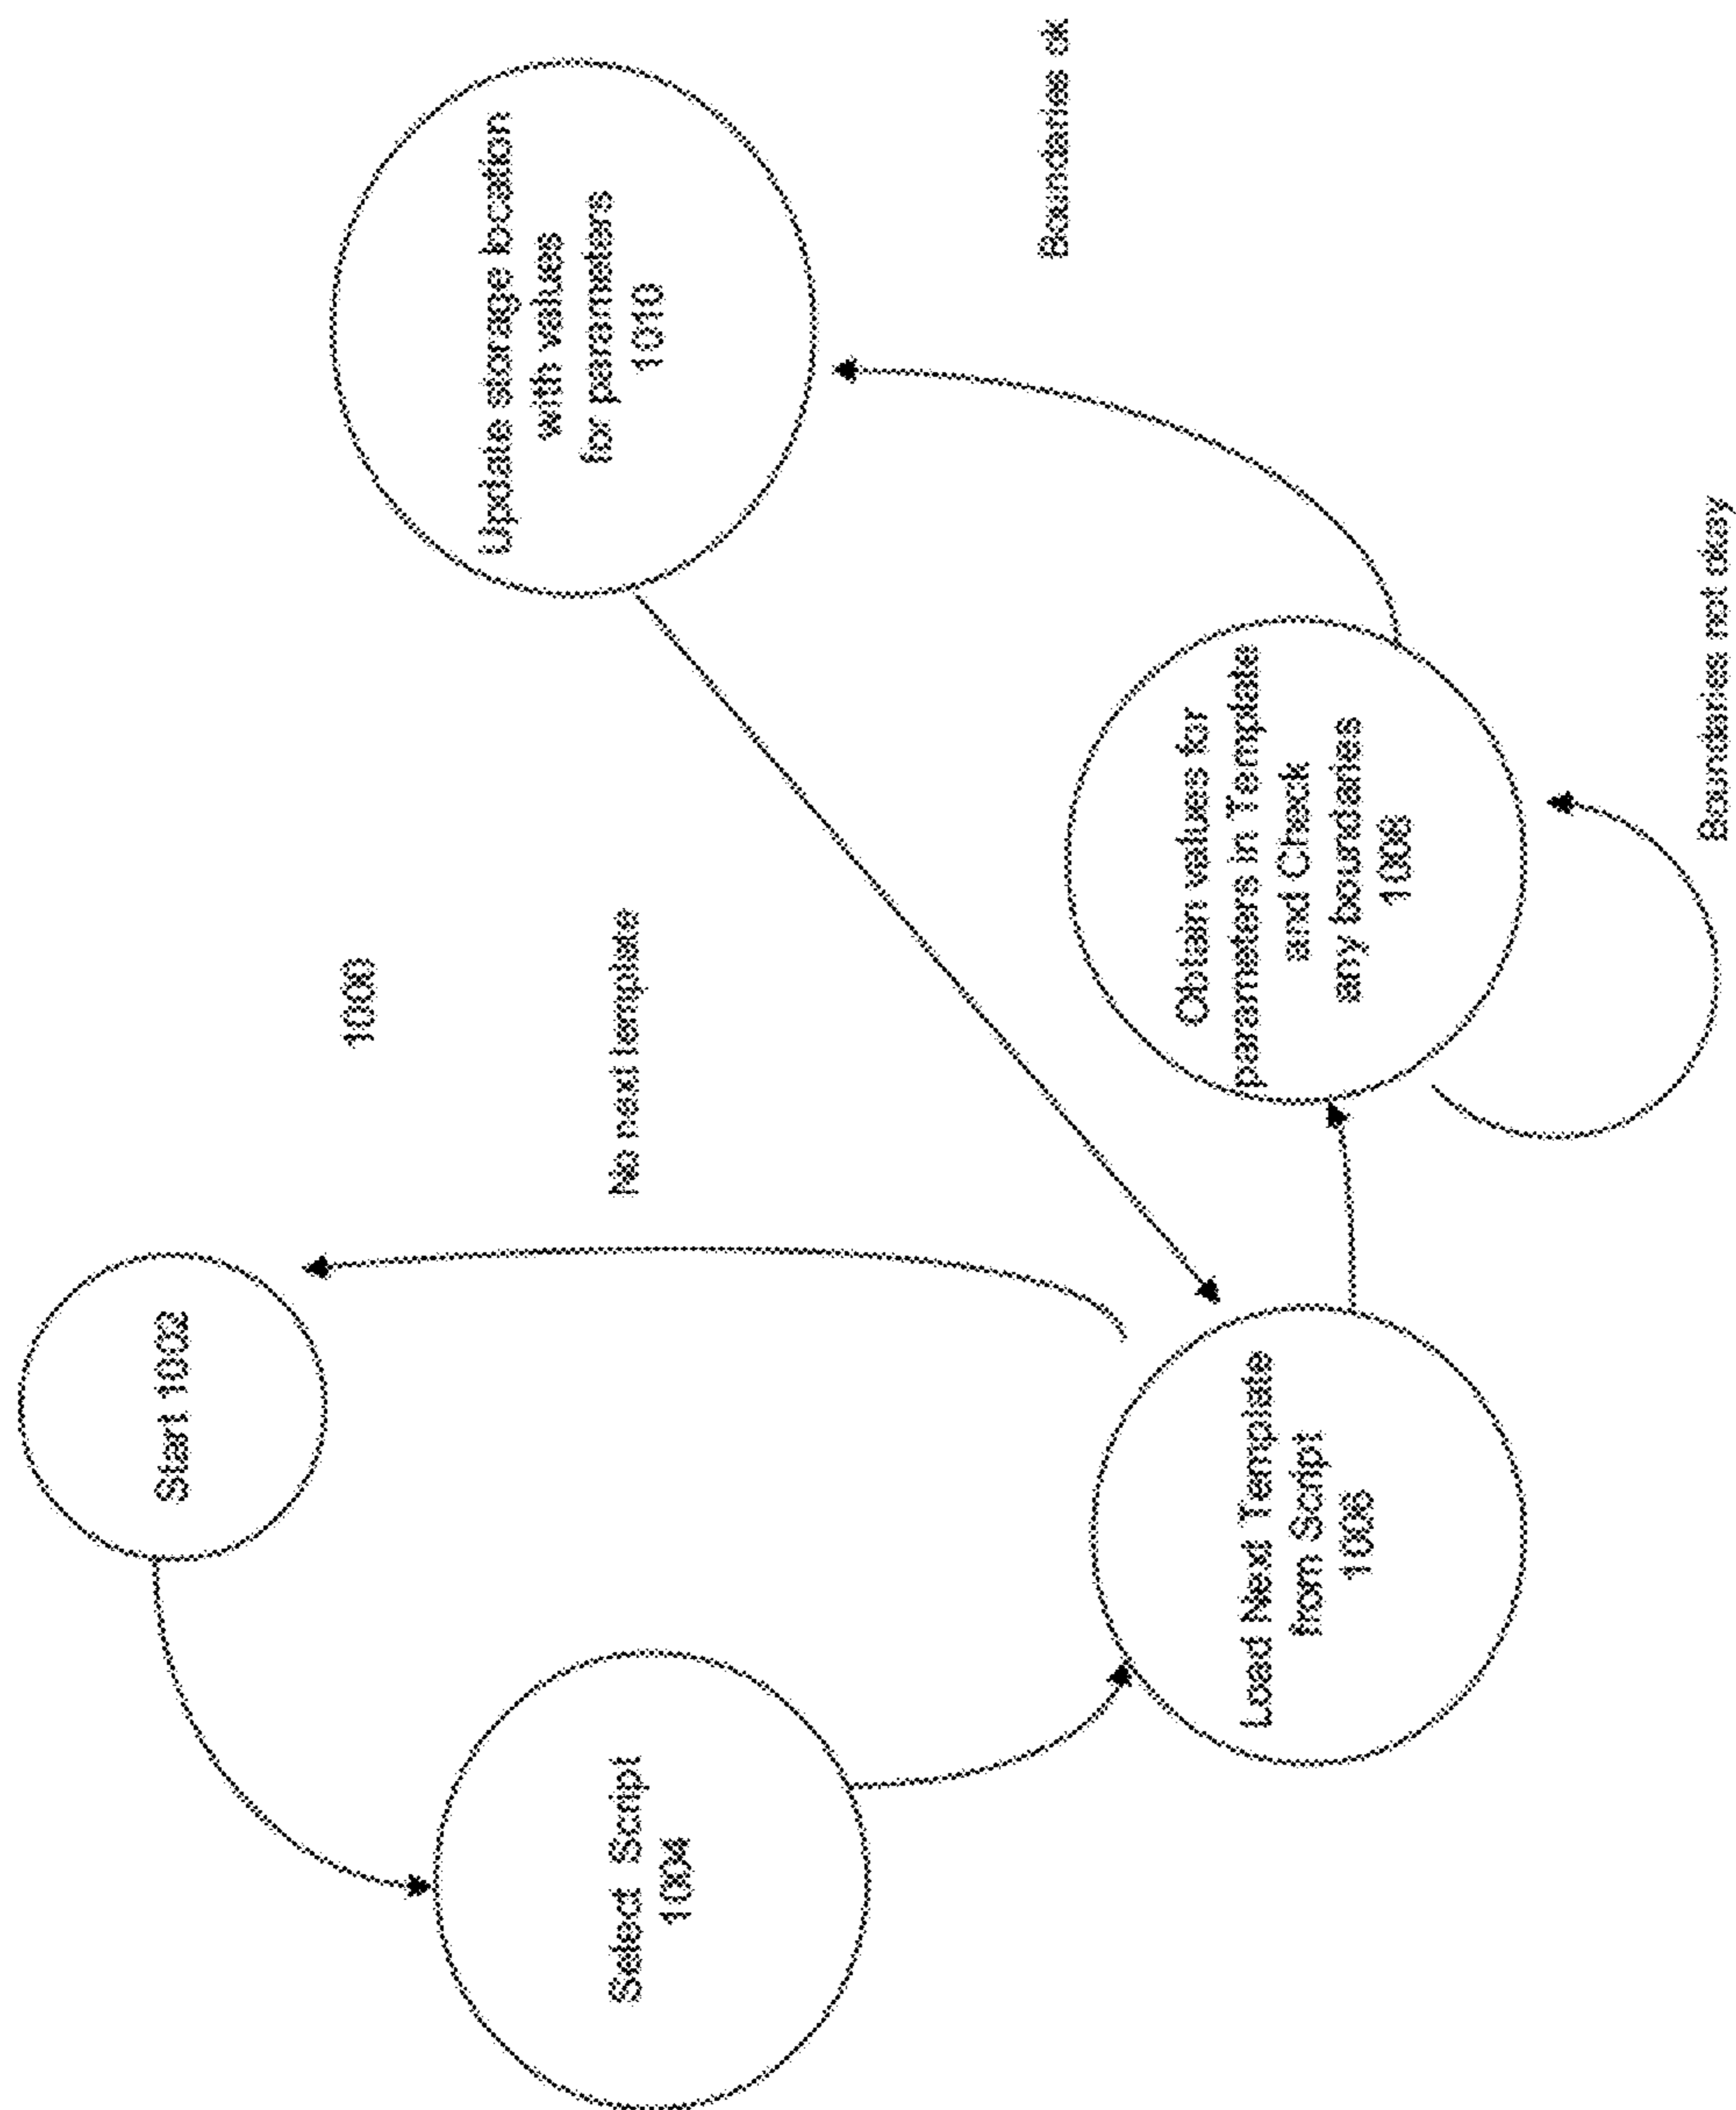 Start 1002
1000
Update storage location
with values
for parameters
1010
No next template
Select Script
1004
Boundaries ok
Load Next Template
from Script
1006
Obtain values for
parameters in Template
and Check
any boundaries
1008
Boundaries not okay